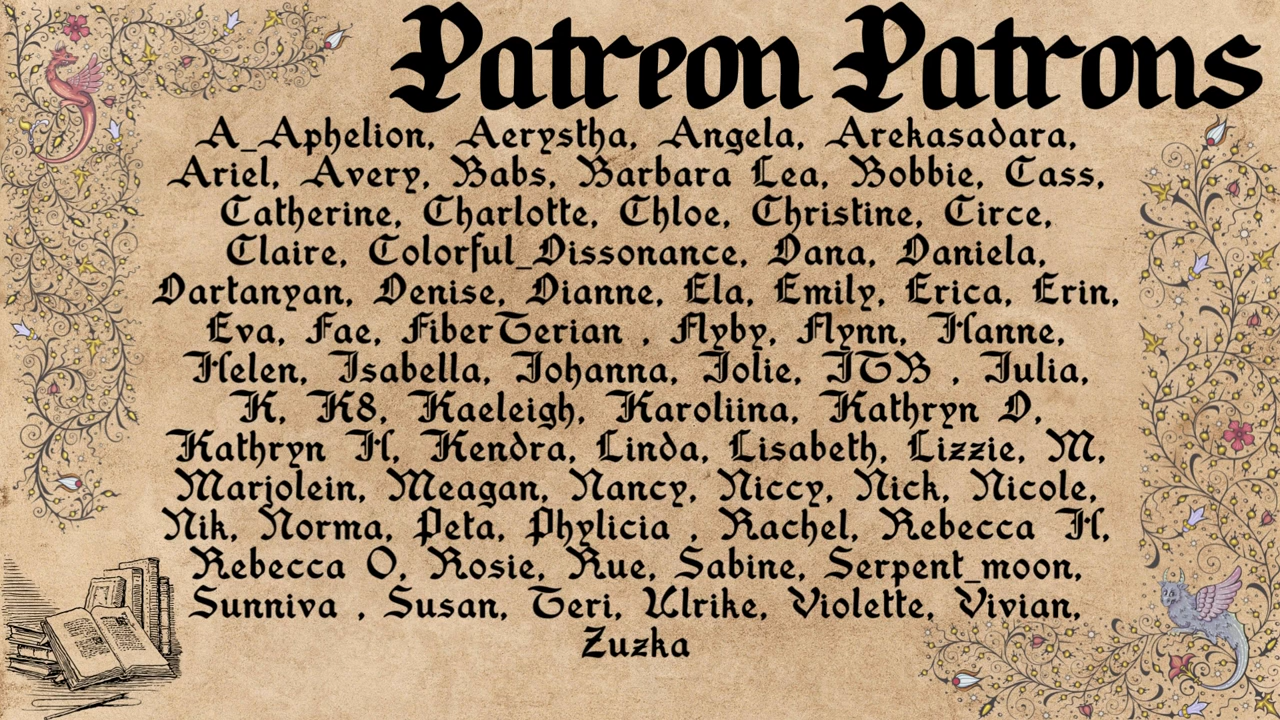 Patreon Patrons
A_Aphelion, Aerystha, Angela, Arekasadara,
Ariel, Avery, Babs, Barbara Lea, Bobbie, Cass,
Catherine, Charlotte, Chloe, Christine, Circe,
Claire, Colorful_Dissonance, Dana, Daniela,
Dartanyan, Denise, Dianne, Ela, Emily, Erica, Erin,
Eva, Fae, FiberTerian , Flyby, Flynn, Hanne,
Helen, Isabella, Johanna, Jolie, JTB , Julia,
K, K8, Kaeleigh, Karoliina, Kathryn D,
Kathryn H, Kendra, Linda, Lisabeth, Lizzie, M,
Marjolein, Meagan, Nancy, Niccy, Nick, Nicole,
Nik, Norma, Peta, Phylicia , Rachel, Rebecca H,
Rebecca O, Rosie, Rue, Sabine, Serpent_moon,
Sunniva , Susan, Teri, Ulrike, Violette, Vivian,
Zuzka